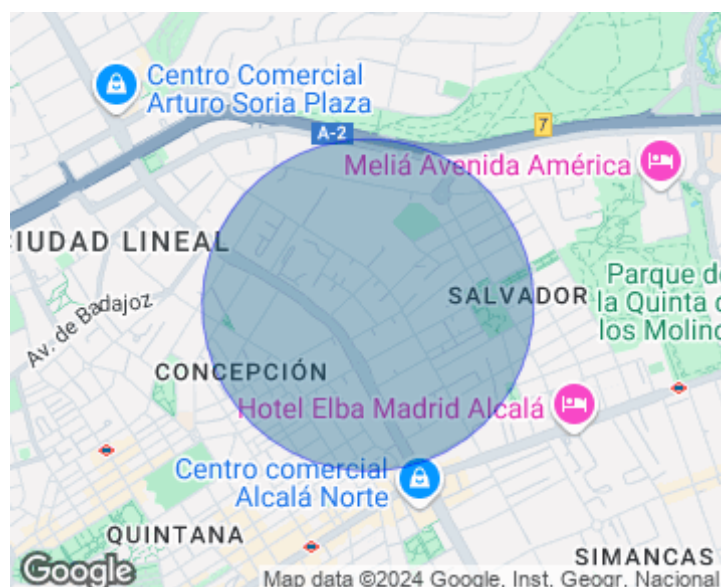 Centro Comercial
Arturo Soria Plaza
A-2
7
Meliá Avenida América
CIUDAD LINEAL
Av. de Badajoz
SALVADOR
Parque de
la Quinta d
los Molino
CONCEPCIÓN
Hotel Elba Madrid Alcalá
Centro comercial
Alcalá Norte
QUINTANA
SIMANCAS
Google
Map data ©2024 Google, Inst. Geogr. Nacional